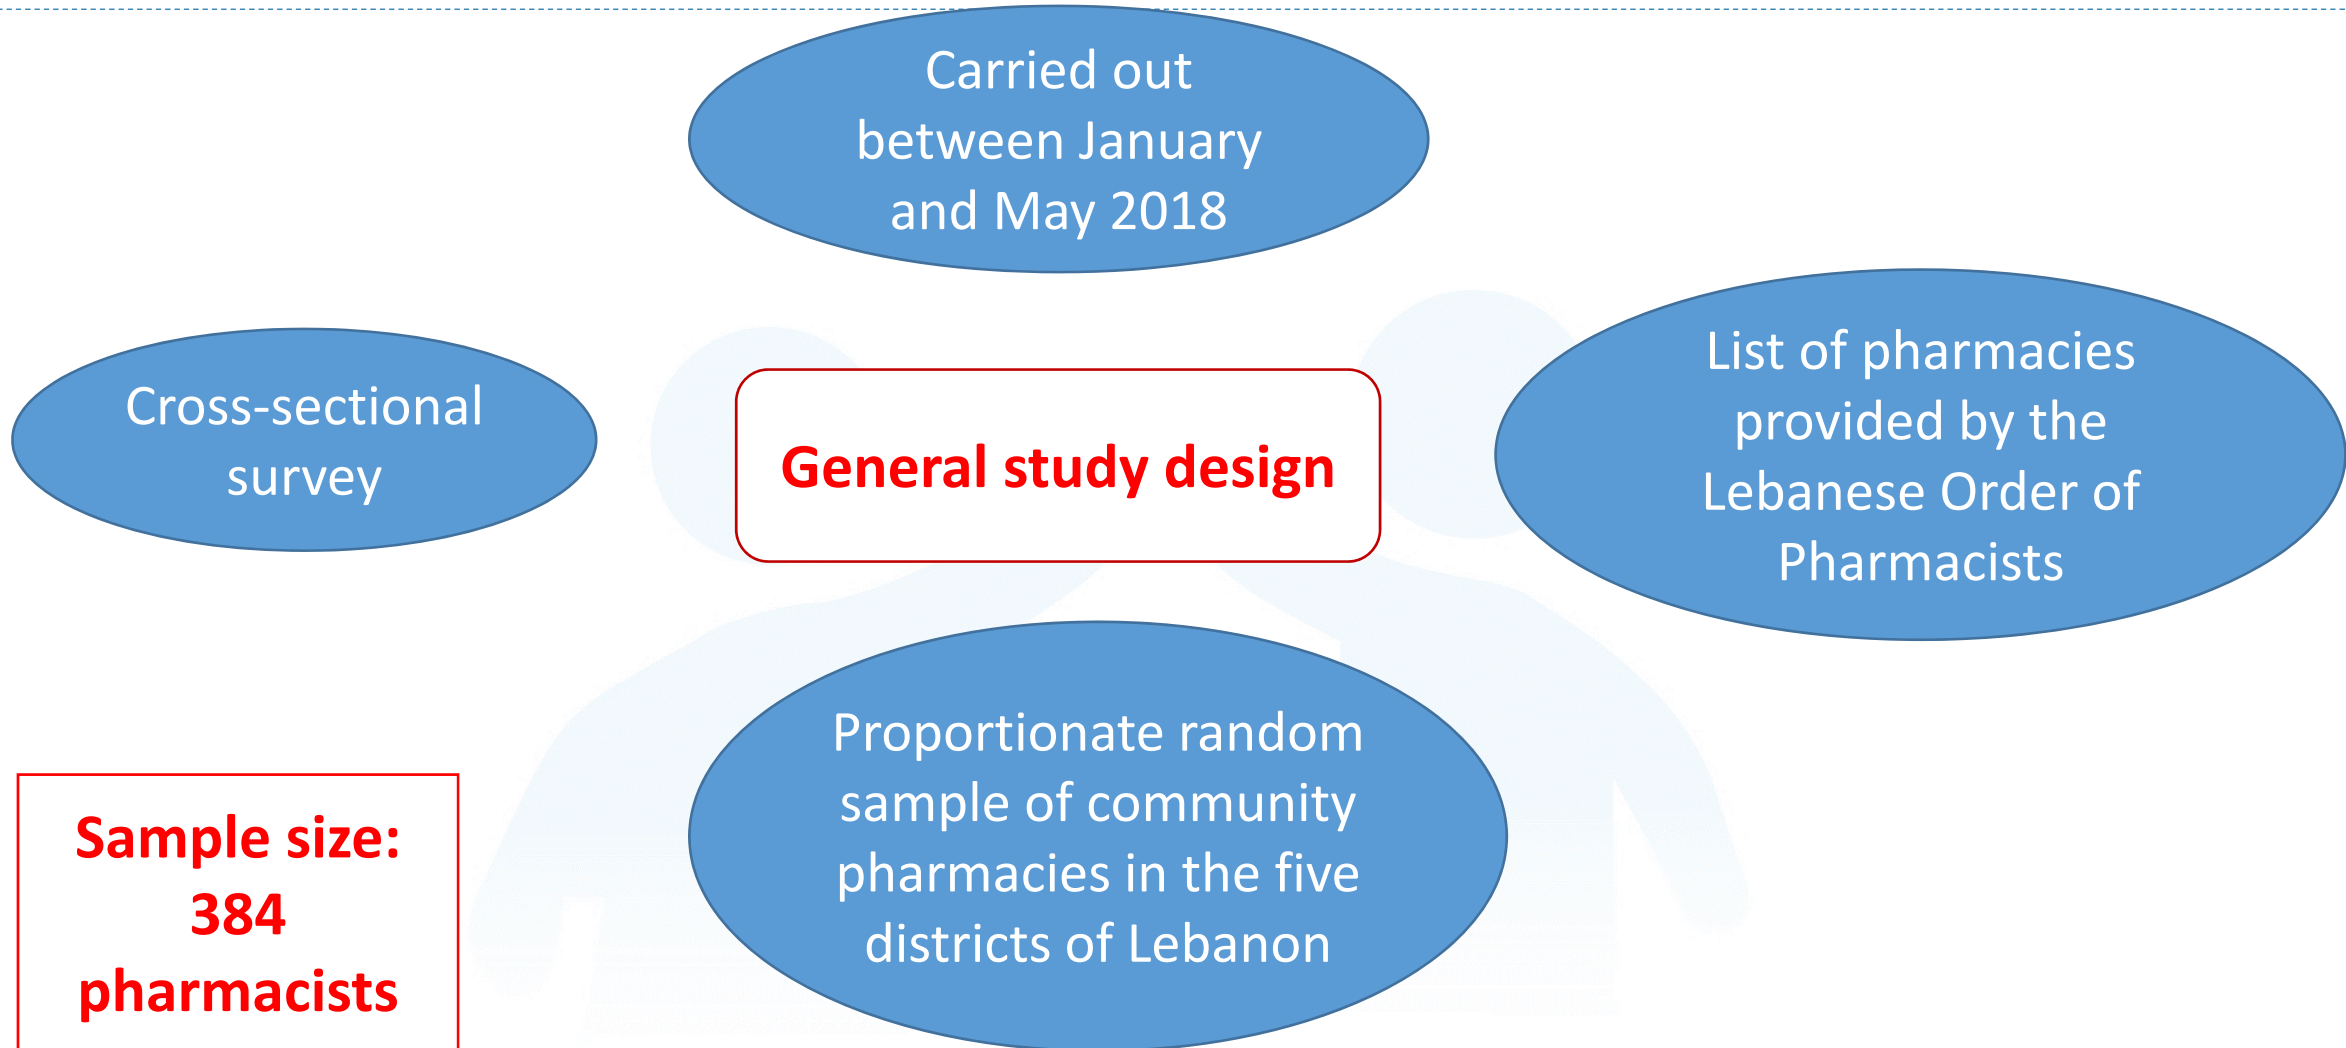 Carried out
between January
and May 2018
Cross-sectional
survey
General study design
List of pharmacies
provided by the
Lebanese Order of
Pharmacists
Proportionate random
sample of community
pharmacies in the five
districts of Lebanon
Sample size:
384
pharmacists